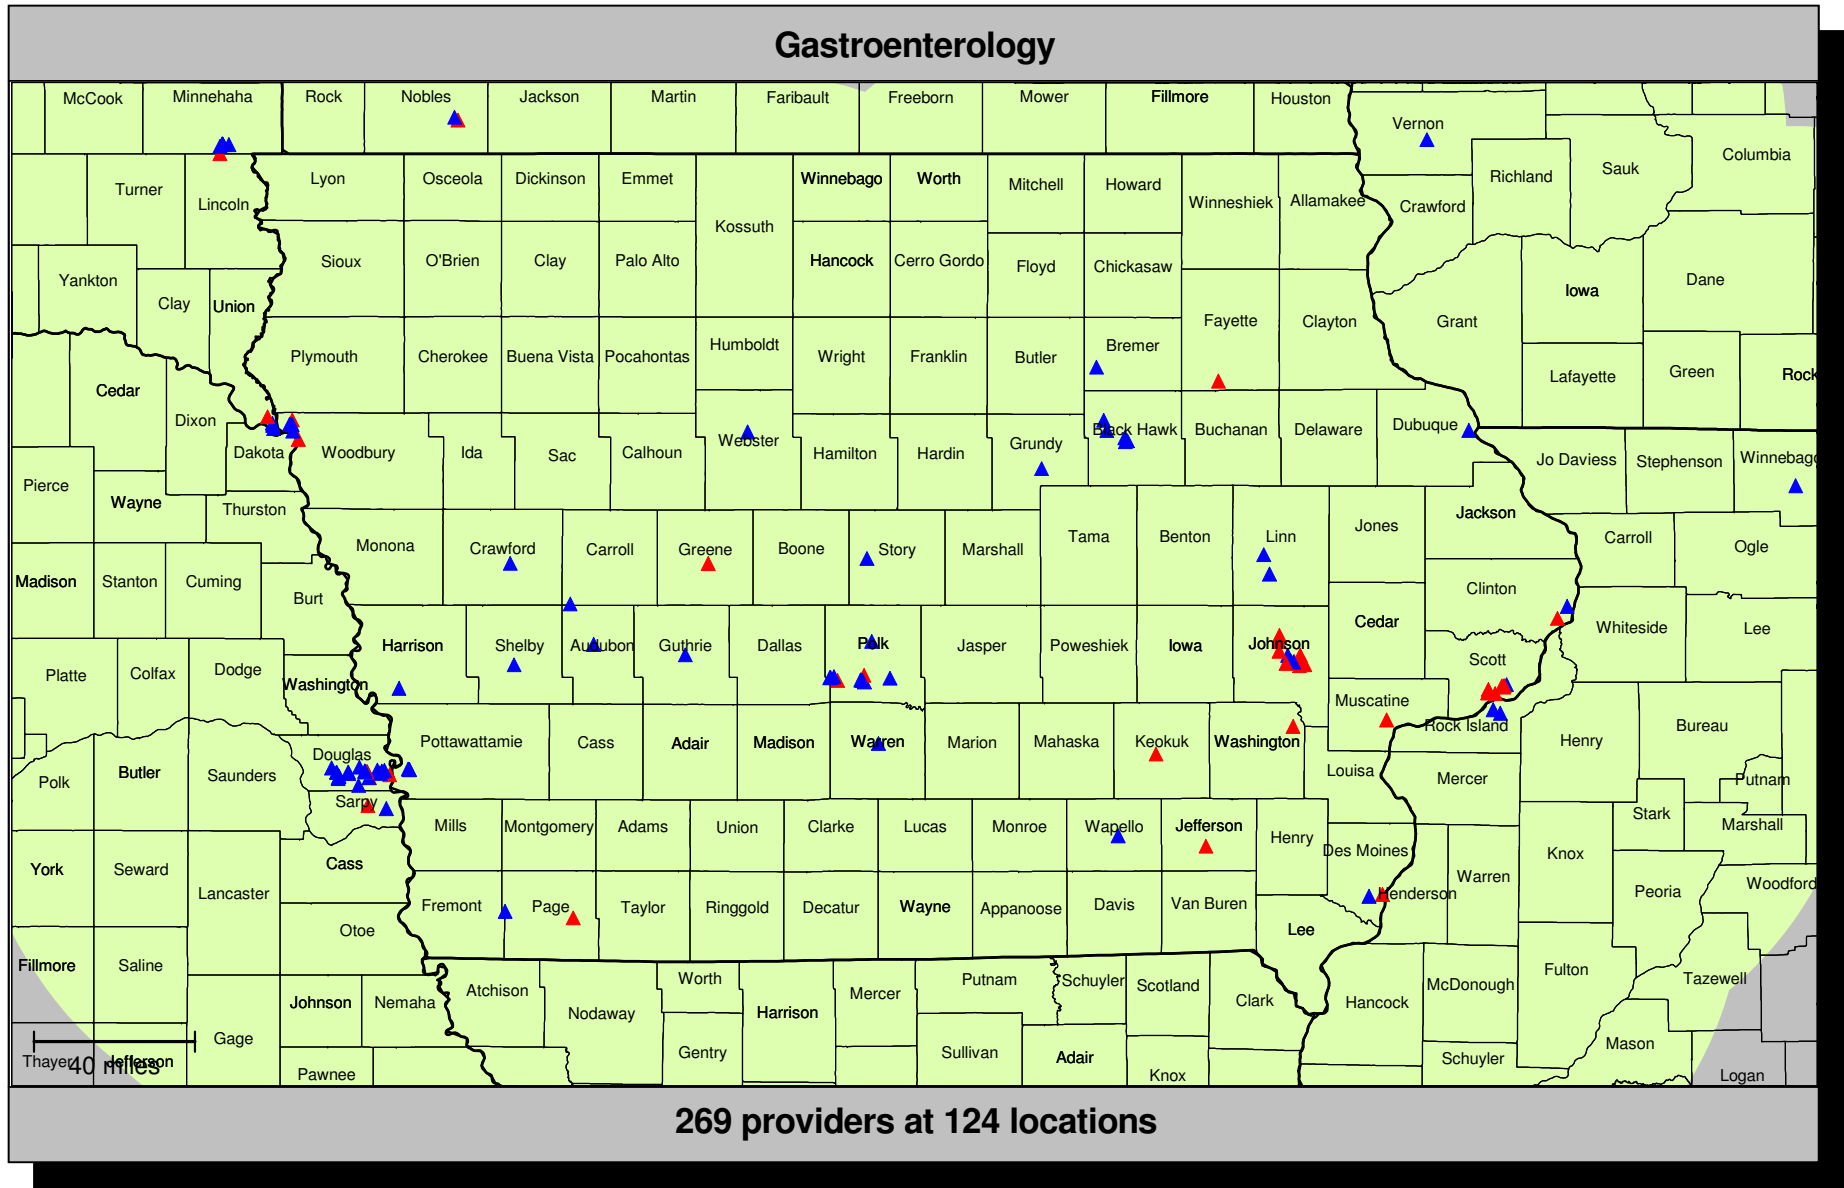 Gastroenterology
McCook Minnehaha Rock Nobles Jackson Martin Faribault Freeborn Mower Fillmore Houston
Vernon
Turner Lincoln Lyon Osceola Dickinson Emmet Winnebago Worth Mitchell Howard Richland Sauk Columbia
Kossuth Winneshiek Allamakee Crawford
Yankton Sioux O'Brien Clay Palo Alto Hancock Cerro Gordo Floyd Chickasaw Iowa Dane
Clay Union Fayette Clayton Grant
Plymouth Cherokee Buena Vista Pocahontas Humboldt Wright Franklin Butler Bremer Lafayette Green Rock
Cedar Dixon
Dakota Woodbury Ida Sac Calhoun Webster Hamilton Hardin Grundy Black Hawk Buchanan Delaware Dubuque
Jo Daviess Stephenson Winnebago
Pierce Wayne Thurston
Monona Crawford Carroll Greene Boone Story Marshall Tama Benton Linn Jones Jackson Carroll Ogle
Madison Stanton Cuming Burt Clinton
Harrison Shelby Audubon Guthrie Dallas Polk Jasper Poweshiek Iowa Johnson Cedar Whiteside Lee
Platte Colfax Dodge Washington Scott
Muscatine Rock Island Bureau
Pottawattamie Cass Adair Madison Warren Marion Mahaska Keokuk Washington Henry
Polk Butler Saunders Douglas Louisa Mercer Putnam
Sarpy Mills Montgomery Adams Union Clarke Lucas Monroe Wapello Jefferson Henry Stark Marshall
York Seward Cass Des Moines Knox
Lancaster Fremont Page Taylor Ringgold Decatur Wayne Appanoose Davis Van Buren Henderson Warren Peoria Woodford
Otoe Lee
Fillmore Saline Atchison Worth Putnam Schuyler Scotland Fulton Tazewell
Johnson Nemaha Nodaway Harrison Mercer Clark Hancock McDonough
Gage Gentry Sullivan Adair Schuyler Mason
Thayer Jefferson
40 miles
Pawnee Knox Logan
269 providers at 124 locations